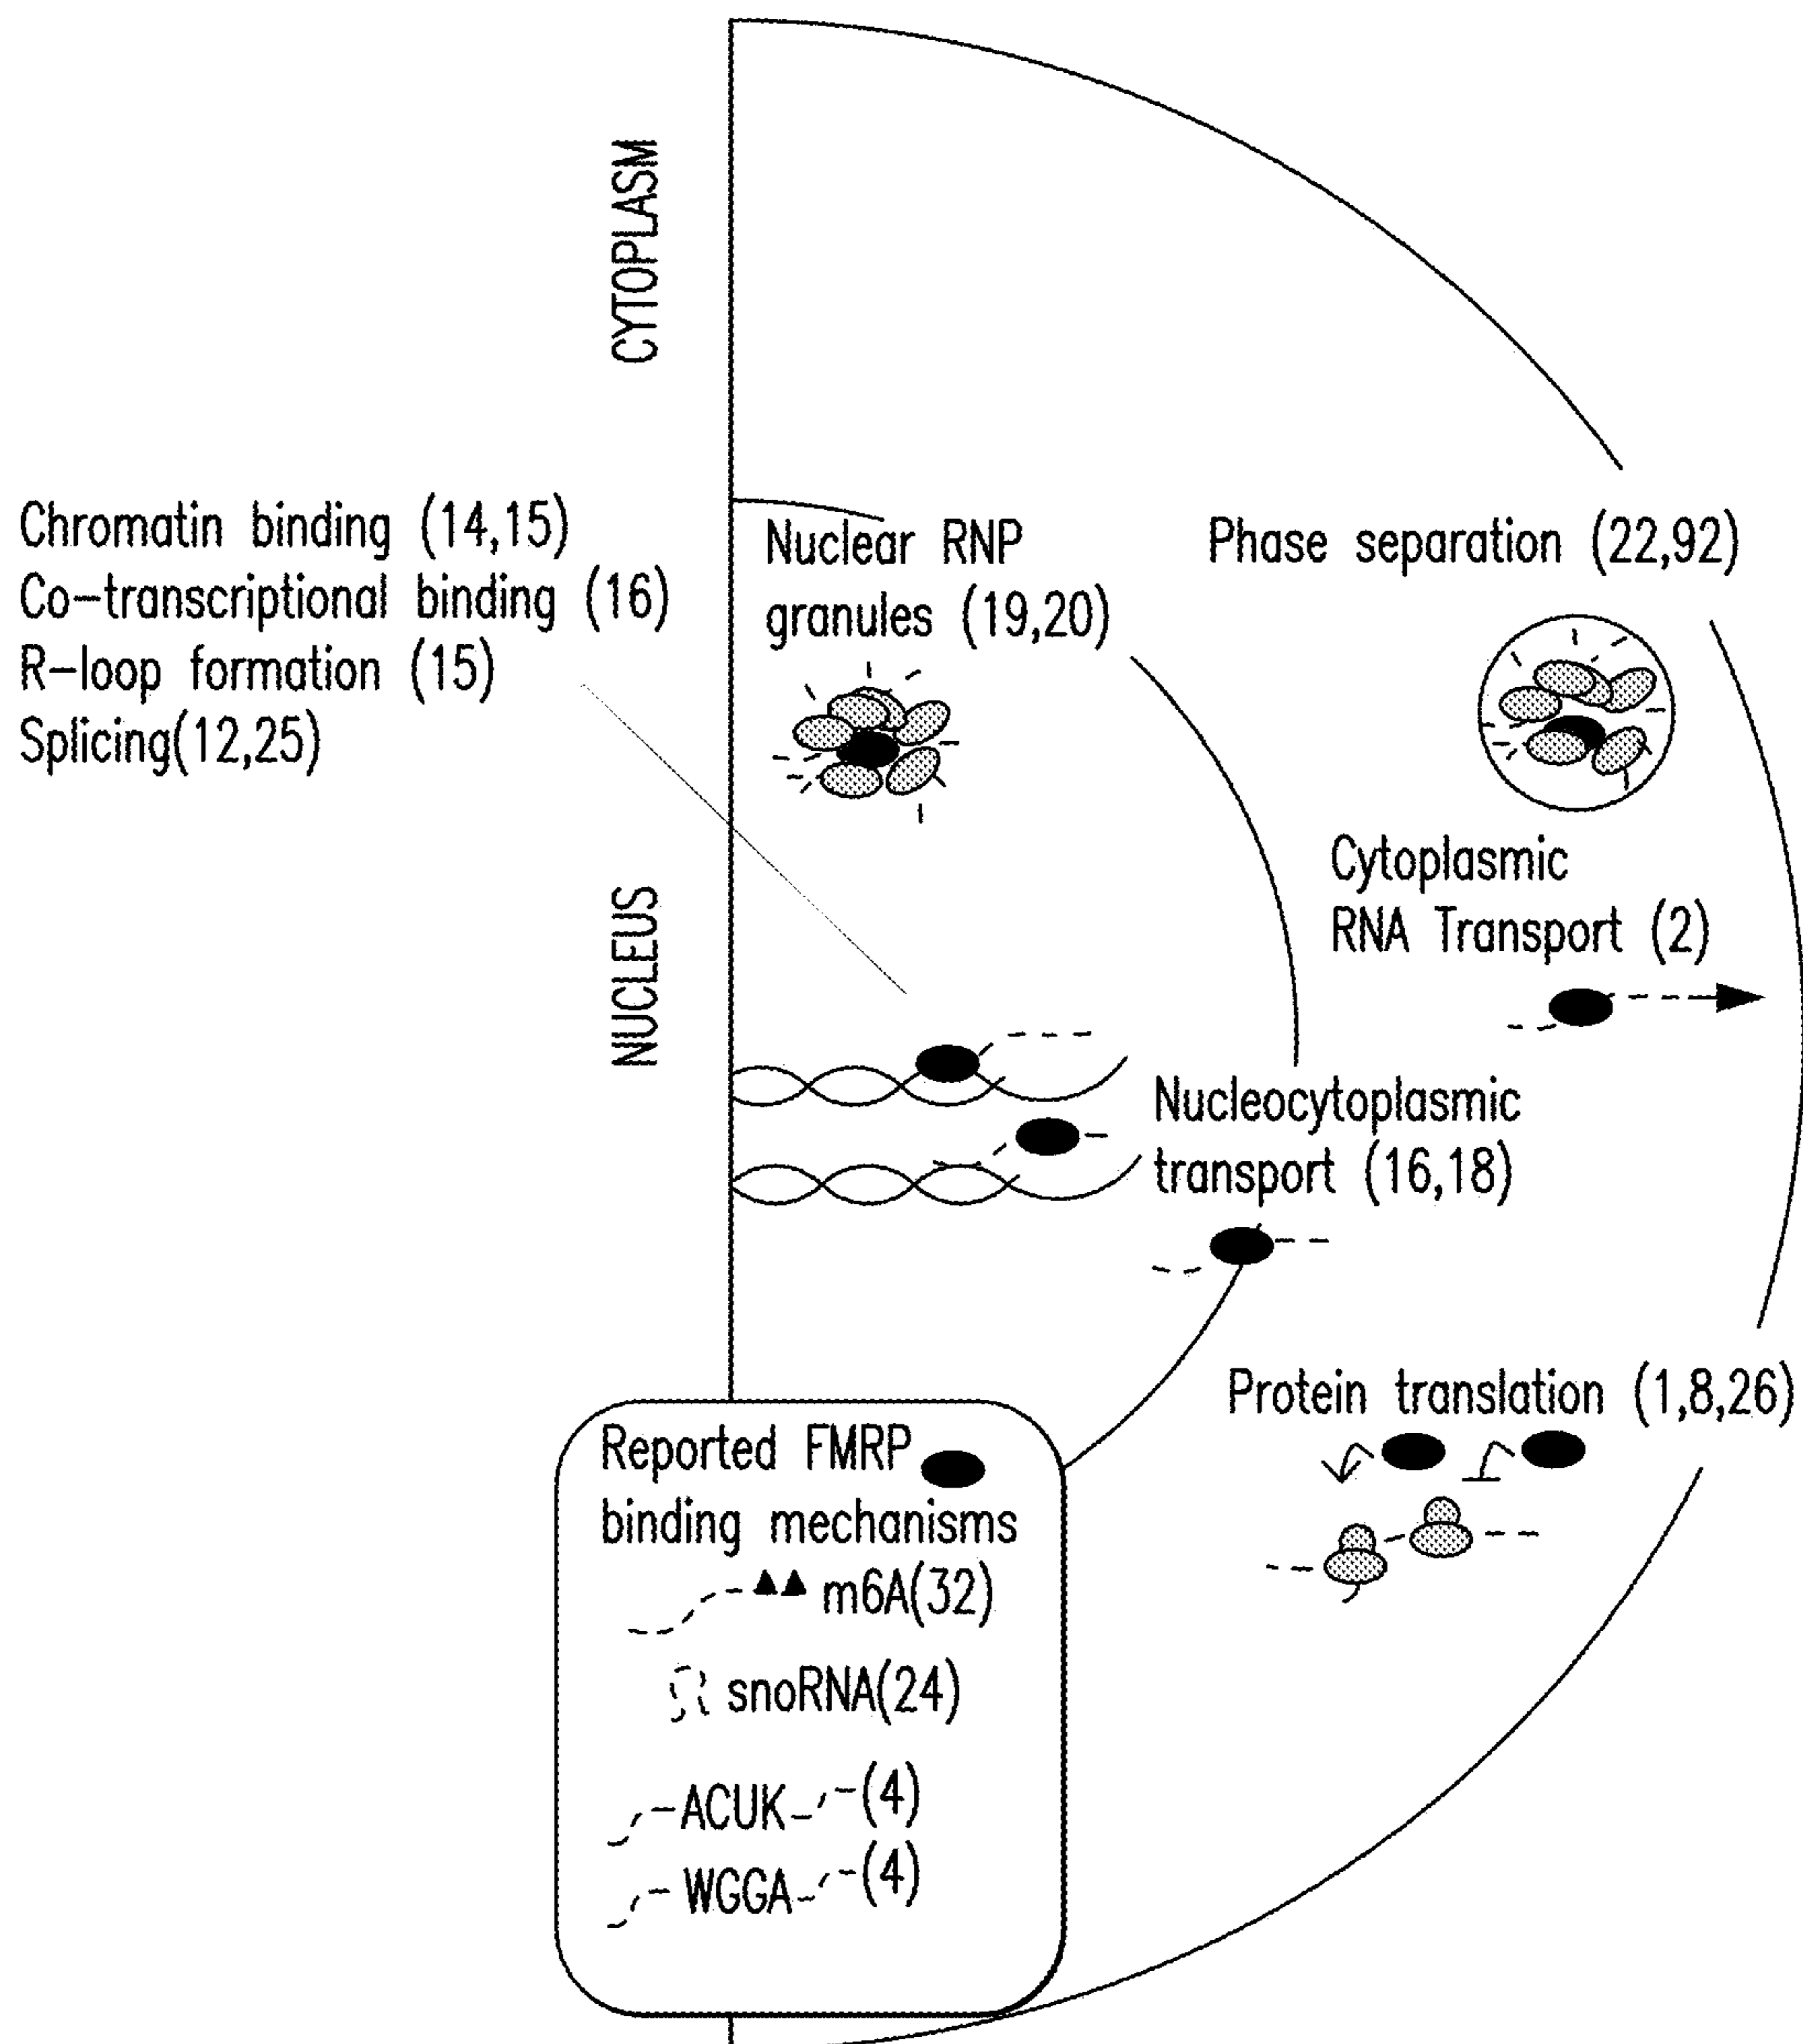 CYTOPLASM
Chromatin binding (14,15)
Co-transcriptional binding (16)
R-loop formation (15)
Splicing(12,25)
Nuclear RNP
granules (19,20)
Phase separation (22,92)
Cytoplasmic
RNA Transport (2)
NUCLEUS
Nucleocytoplasmic
transport (16,18)
Protein translation (1,8,26)
Reported FMRP
binding mechanisms
m6A(32)
snoRNA(24)
ACUK (4)
WGGA (4)